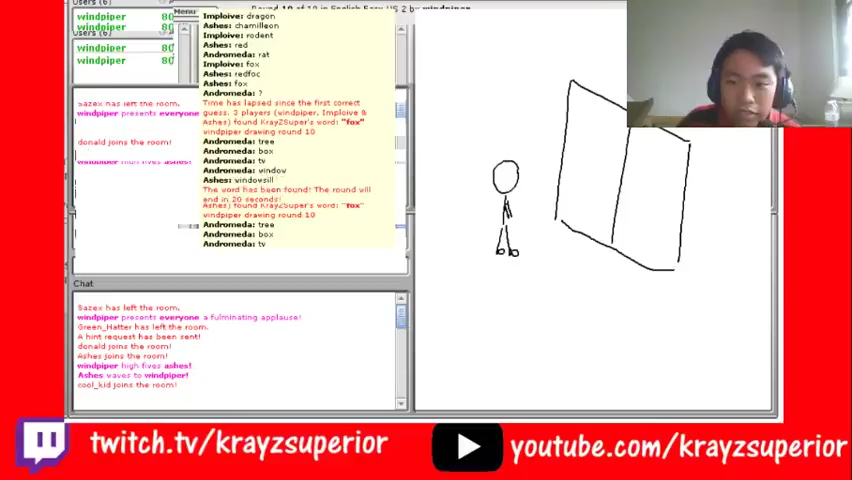 Users (6)
windpiper 80
windpiper 80
Users (6)
windpiper 80
windpiper 80
Menu
Round 10 of 10 in English Easy US 2 by windpiper
Sazex has left the room.
windpiper presents everyone
donald joins the room!
windpiper high fives ashes!
Imploive: dragon
Ashes: chamilleon
Imploive: rodent
Ashes: red
Andromeda: rat
Imploive: fox
Ashes: redfoc
Ashes: fox
Andromeda: ?
Time has lapsed since the first correct
guess. 3 players (windpiper, Imploive &
Ashes) found KrayZSuper's word: "fox"
windpiper drawing round 10
Andromeda: tree
Andromeda: box
Andromeda: tv
Andromeda: window
Ashes: windowsill
The word has been found! The round will
end in 20 seconds!
Ashes) found KrayZSuper's word: "fox"
windpiper drawing round 10
Andromeda: tree
Andromeda: box
Andromeda: tv
Chat
Sazex has left the room.
windpiper presents everyone a fulminating applause!
Green_Hatter has left the room.
A hint request has been sent!
donald joins the room!
Ashes joins the room!
windpiper high fives ashes!
Ashes waves to windpiper!
cool_kid joins the room!
twitch.tv/krayzsuperior
youtube.com/krayzsuperior